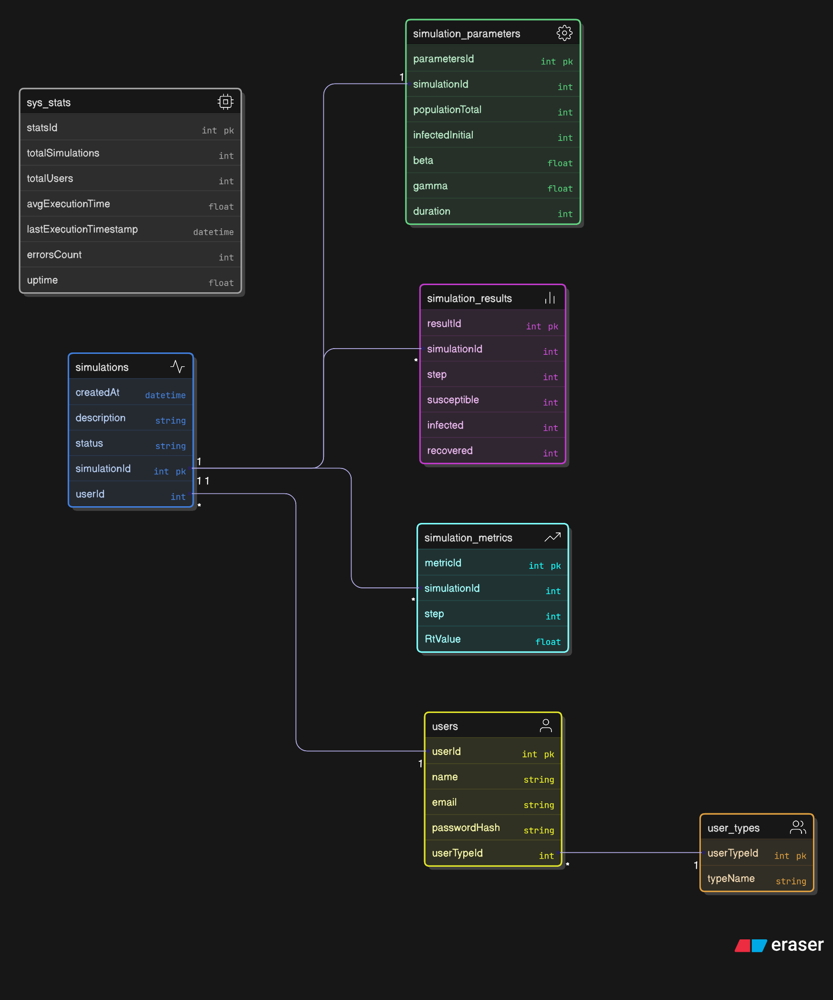 simulation_parameters
parametersId int pk
1
simulationId int
populationTotal int
infectedInitial int
beta float
gamma float
duration int
sys_stats
statsId int pk
totalSimulations int
totalUsers int
avgExecutionTime float
lastExecutionTimestamp datetime
errorsCount int
uptime float
simulation_results
resultId int pk
simulationId int
*
step int
susceptible int
infected int
recovered int
simulations
createdAt datetime
description string
status string
simulationId int pk
1
1 1
userId int
*
simulation_metrics
metricId int pk
simulationId int
*
step int
RtValue float
users
userId int pk
1
name string
email string
passwordHash string
userTypeId int
*
user_types
userTypeId int pk
1
typeName string
eraser